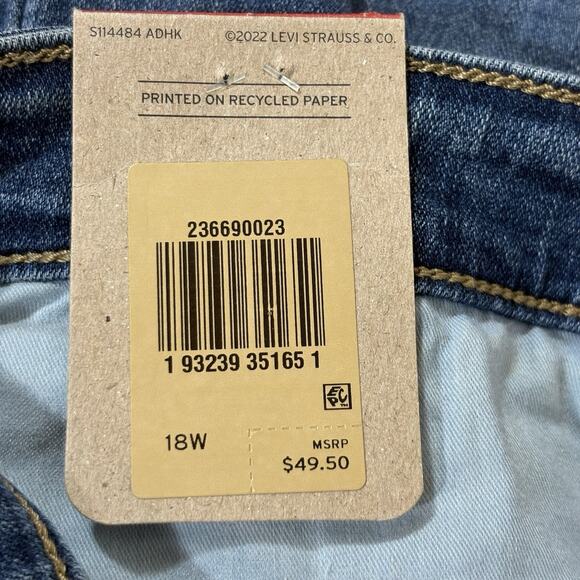 S114484 ADHK ©2022 LEVI STRAUSS & CO.
PRINTED ON RECYCLED PAPER
236690023
1 93239 35165 1
EPC™
18W
MSRP
$49.50